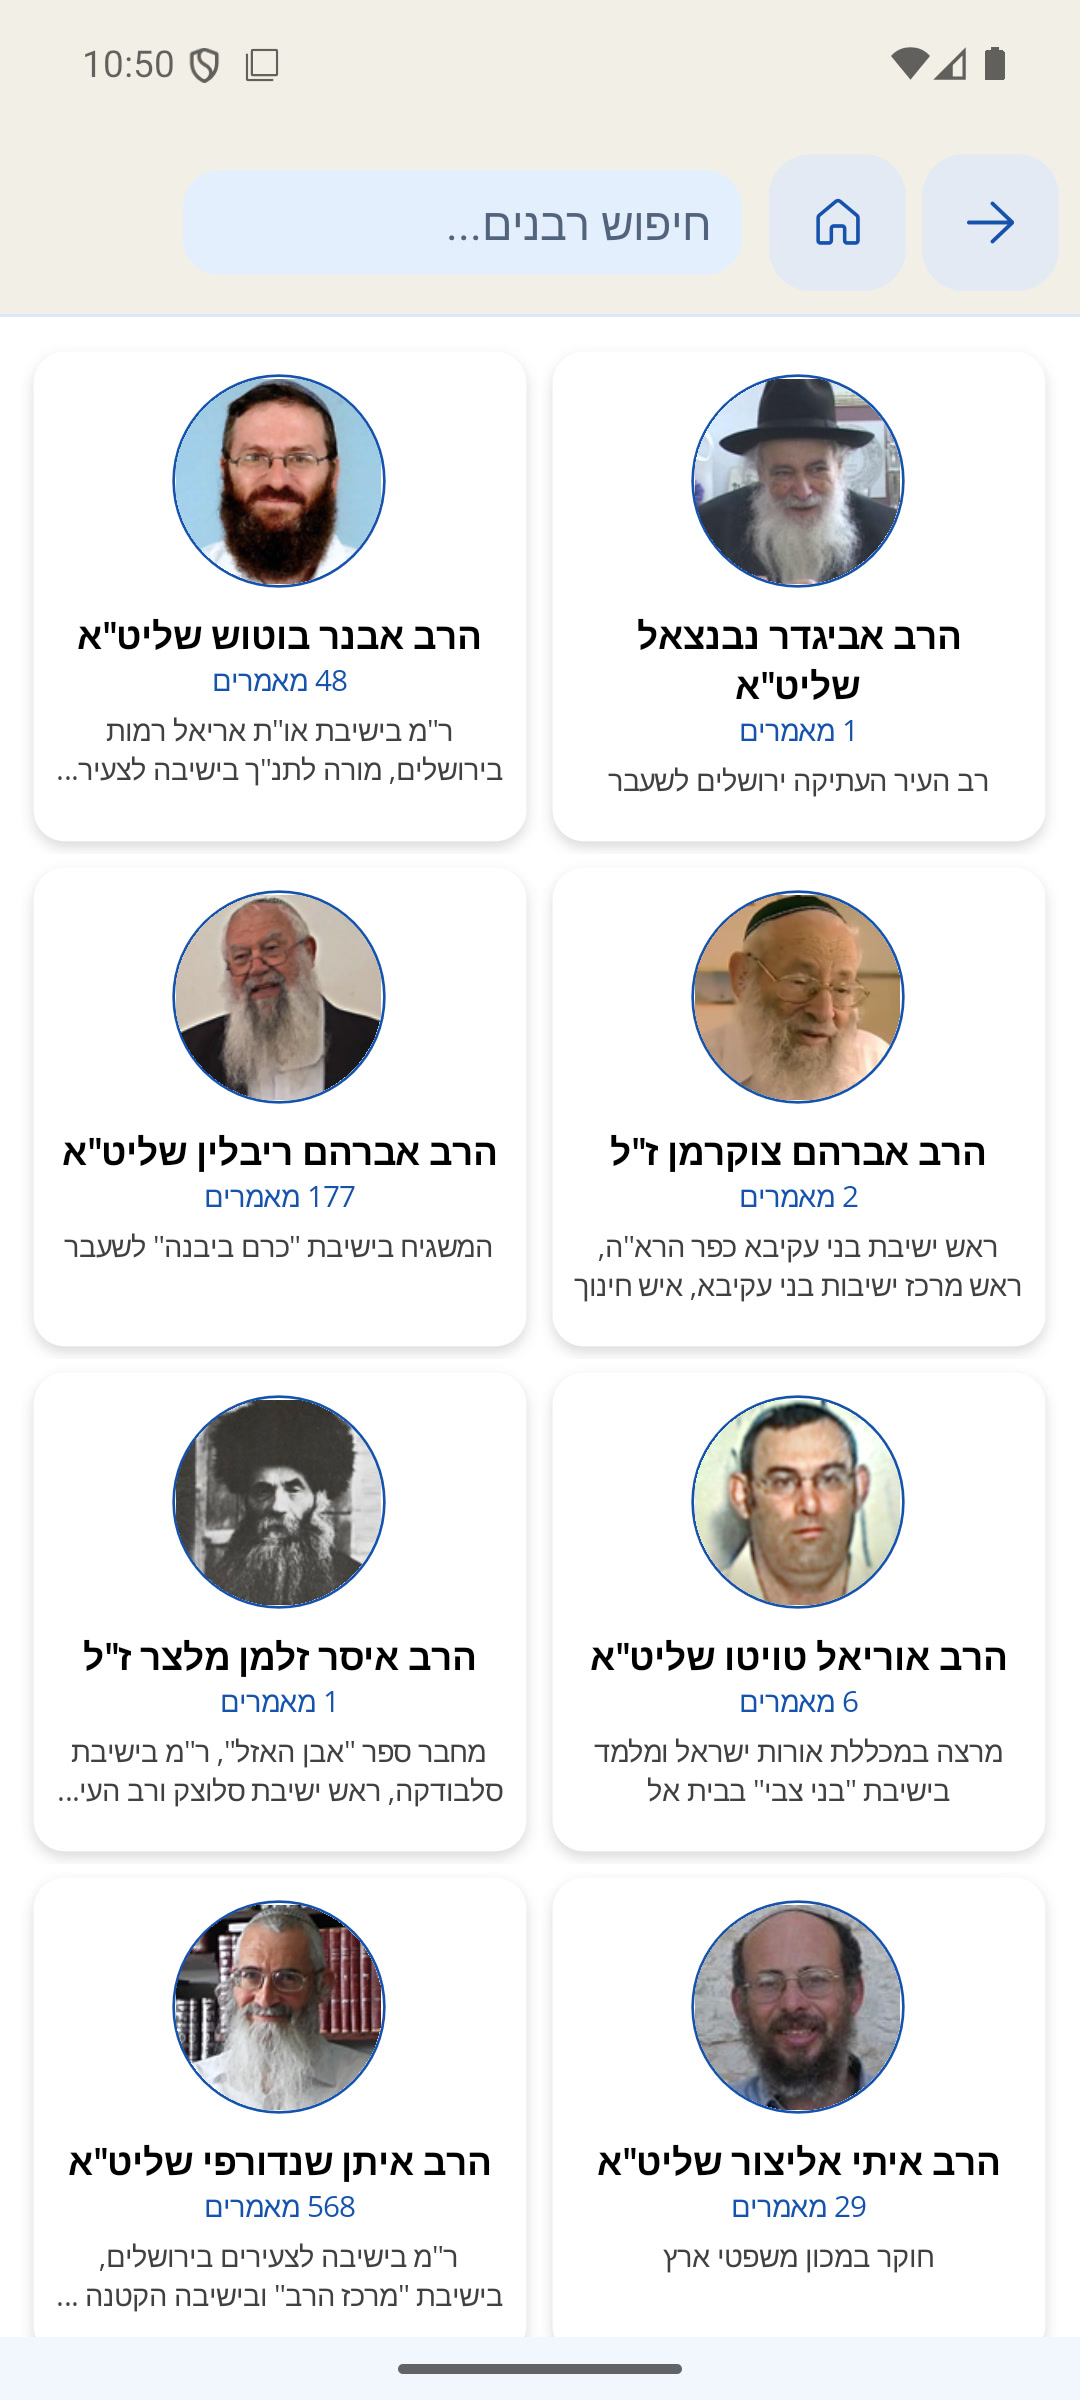 10:50
חיפוש רבנים...
הרב אביגדר נבנצאל
שליט"א
1 מאמרים
רב העיר העתיקה ירושלים לשעבר
הרב אבנר בוטוש שליט"א
48 מאמרים
ר"מ בישיבת או"ת אריאל רמות
בירושלים, מורה לתנ"ך בישיבה לצעיר...
הרב אברהם צוקרמן ז"ל
2 מאמרים
ראש ישיבת בני עקיבא כפר הרא"ה,
ראש מרכז ישיבות בני עקיבא, איש חינוך
הרב אברהם ריבלין שליט"א
177 מאמרים
המשגיח בישיבת "כרם ביבנה" לשעבר
הרב אוריאל טויטו שליט"א
6 מאמרים
מרצה במכללת אורות ישראל ומלמד
בישיבת "בני צבי" בבית אל
הרב איסר זלמן מלצר ז"ל
1 מאמרים
מחבר ספר "אבן האזל", ר"מ בישיבת
סלבודקה, ראש ישיבת סלוצק ורב העי...
הרב איתי אליצור שליט"א
29 מאמרים
חוקר במכון משפטי ארץ
הרב איתן שנדורפי שליט"א
568 מאמרים
ר"מ בישיבה לצעירים בירושלים,
בישיבת "מרכז הרב" ובישיבה הקטנה ...